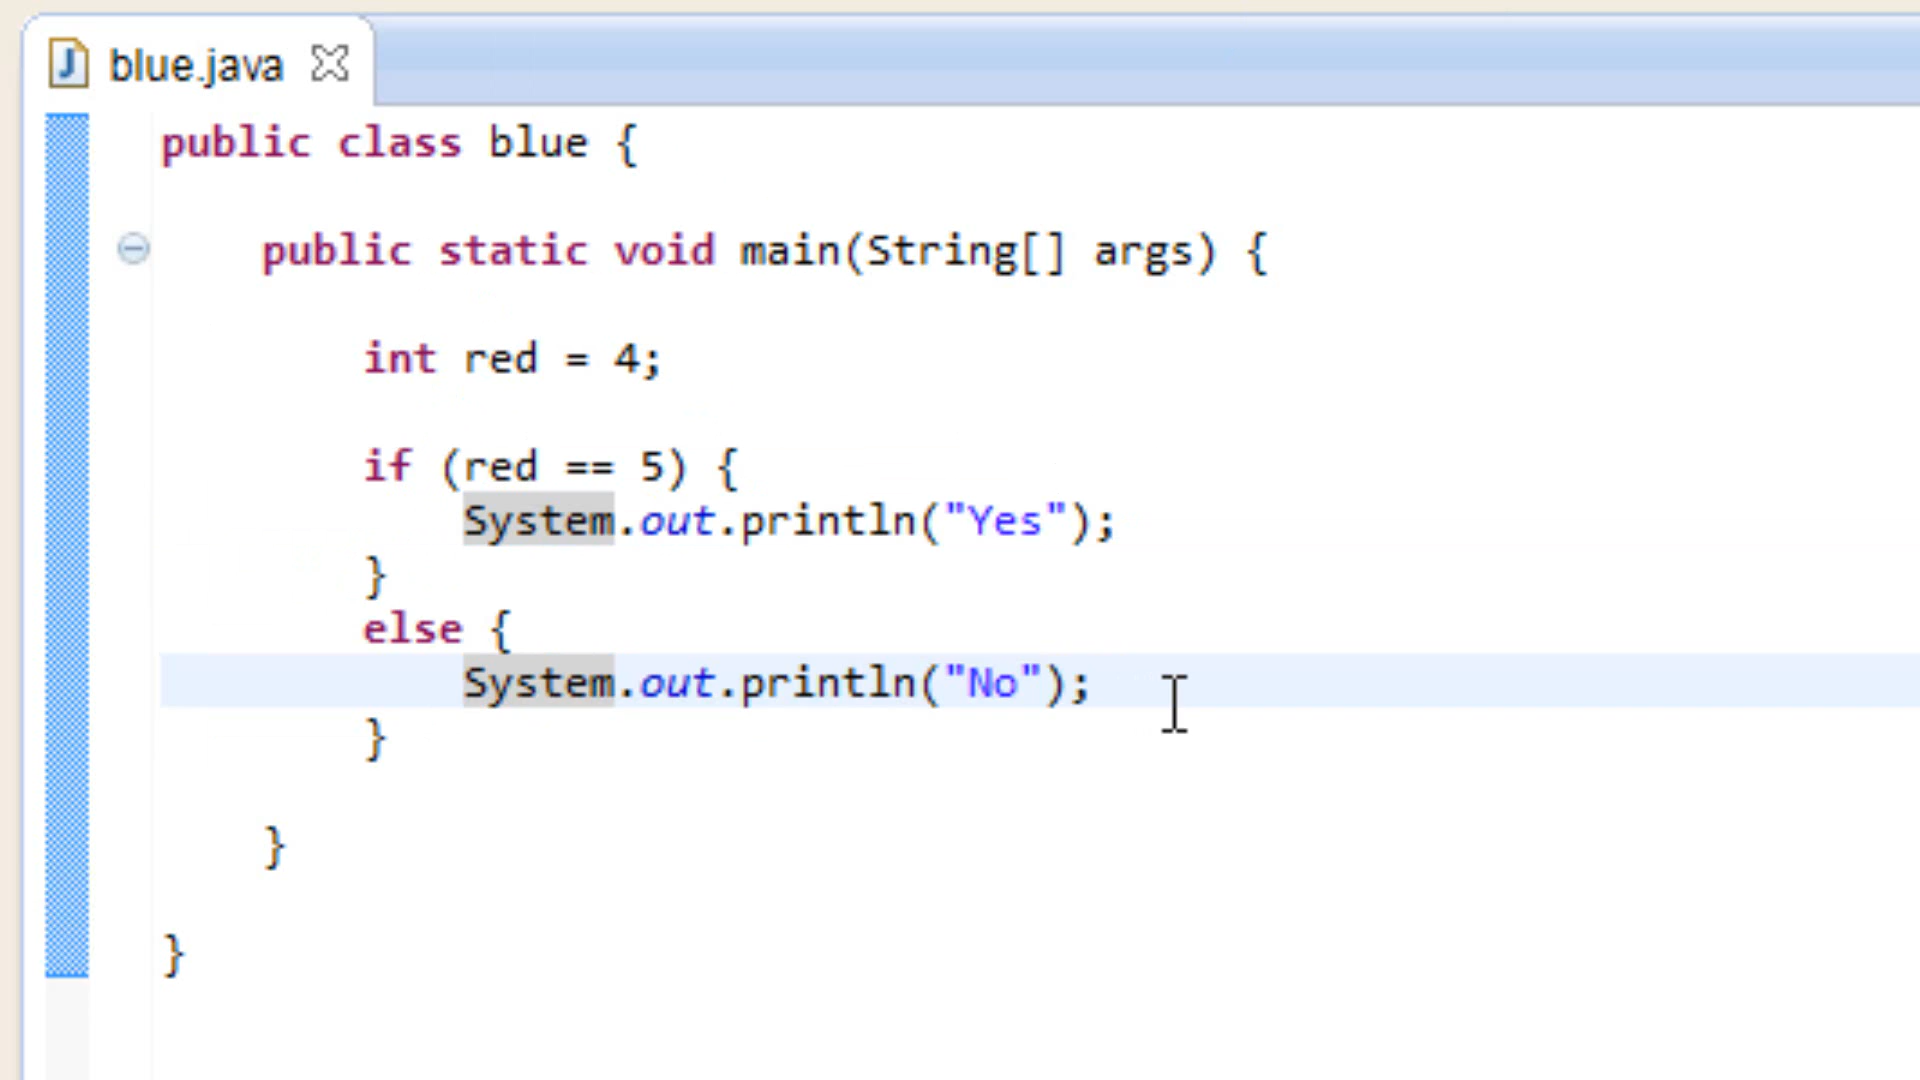 blue.java
public class blue {
public static void main(String[] args) {
int red = 4;
if (red == 5) {
System.out.println("Yes");
}
else {
System.out.println("No");
}
}
}